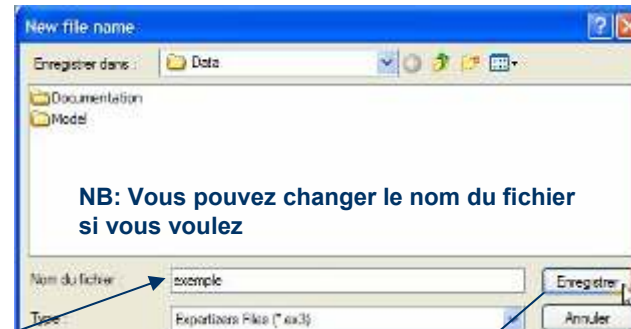 New file name
Enregistrer dans :
Data
Documentation
Model
NB: Vous pouvez changer le nom du fichier
si vous voulez
Nom du fichier :
exemple
Enregistrer
Type :
Expertizers Files (*.ex3)
Annuler